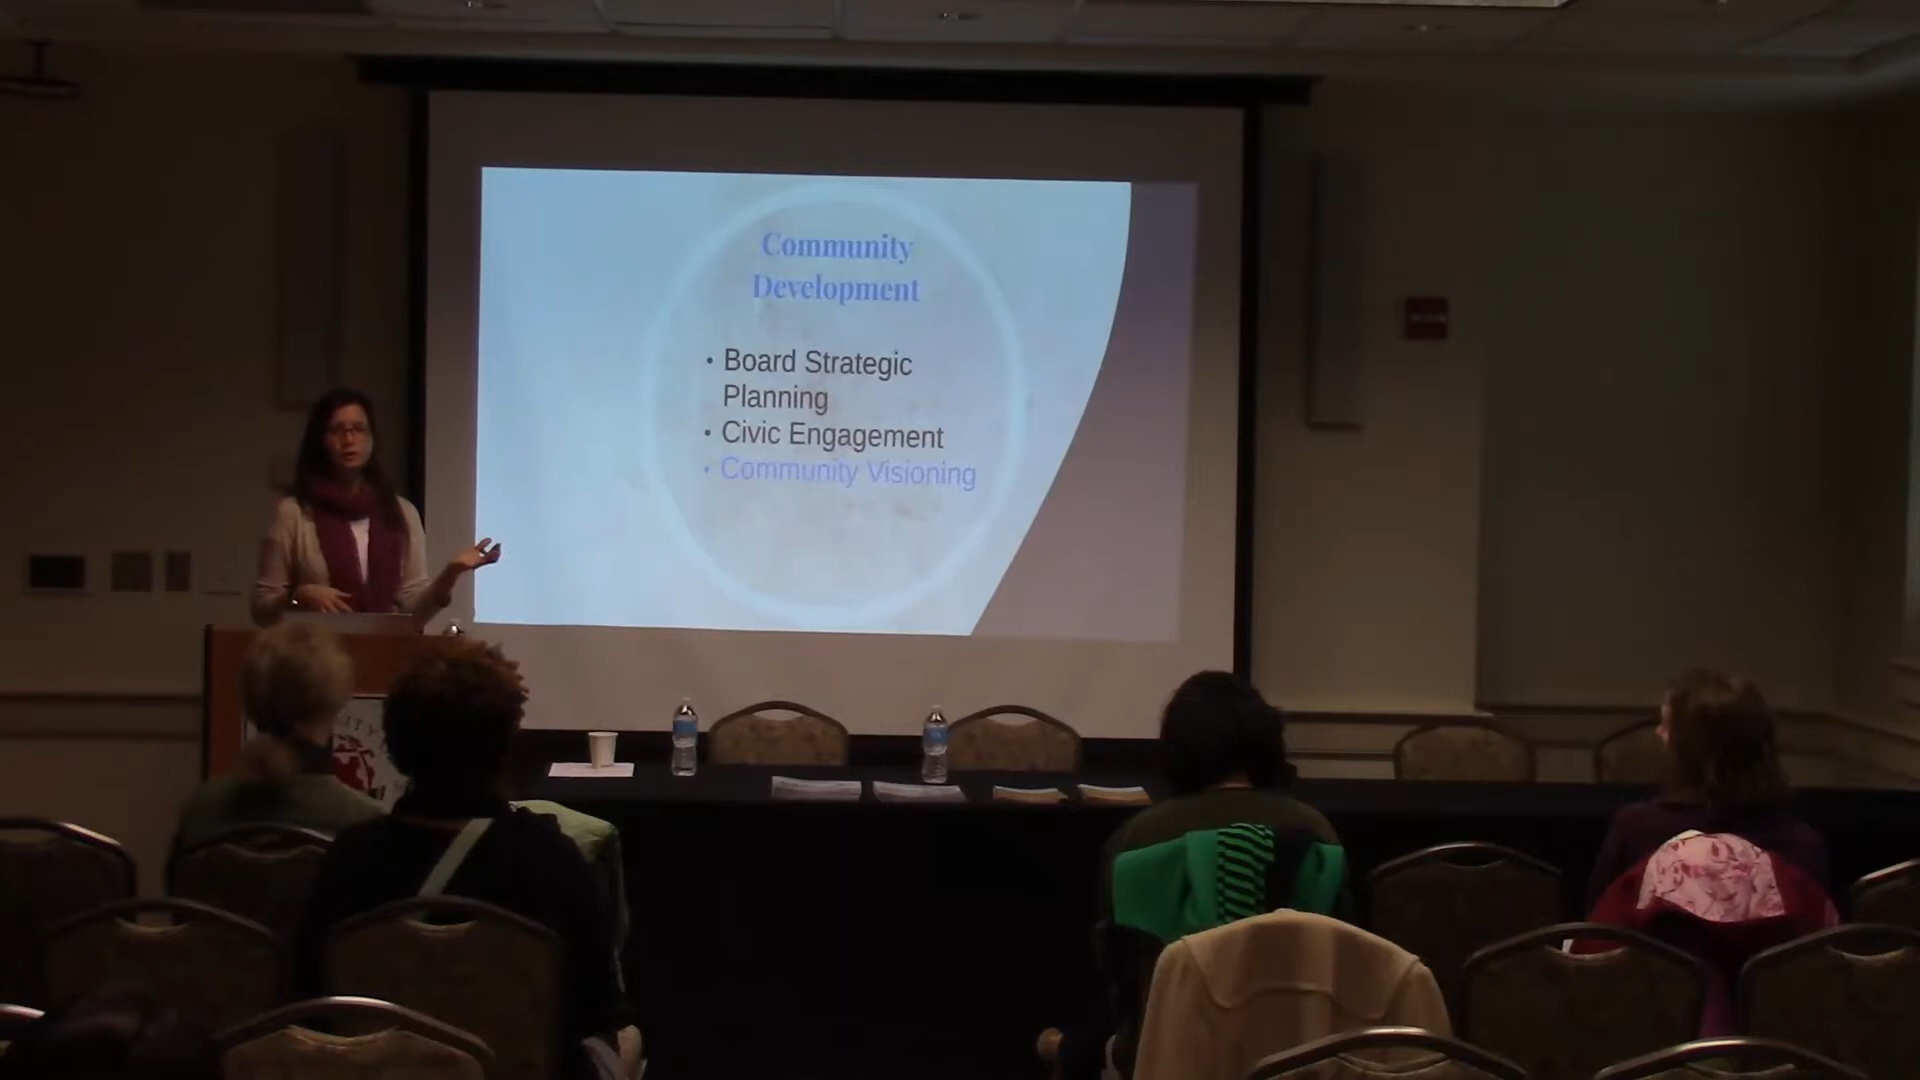 Community
Development
• Board Strategic
Planning
• Civic Engagement
• Community Visioning